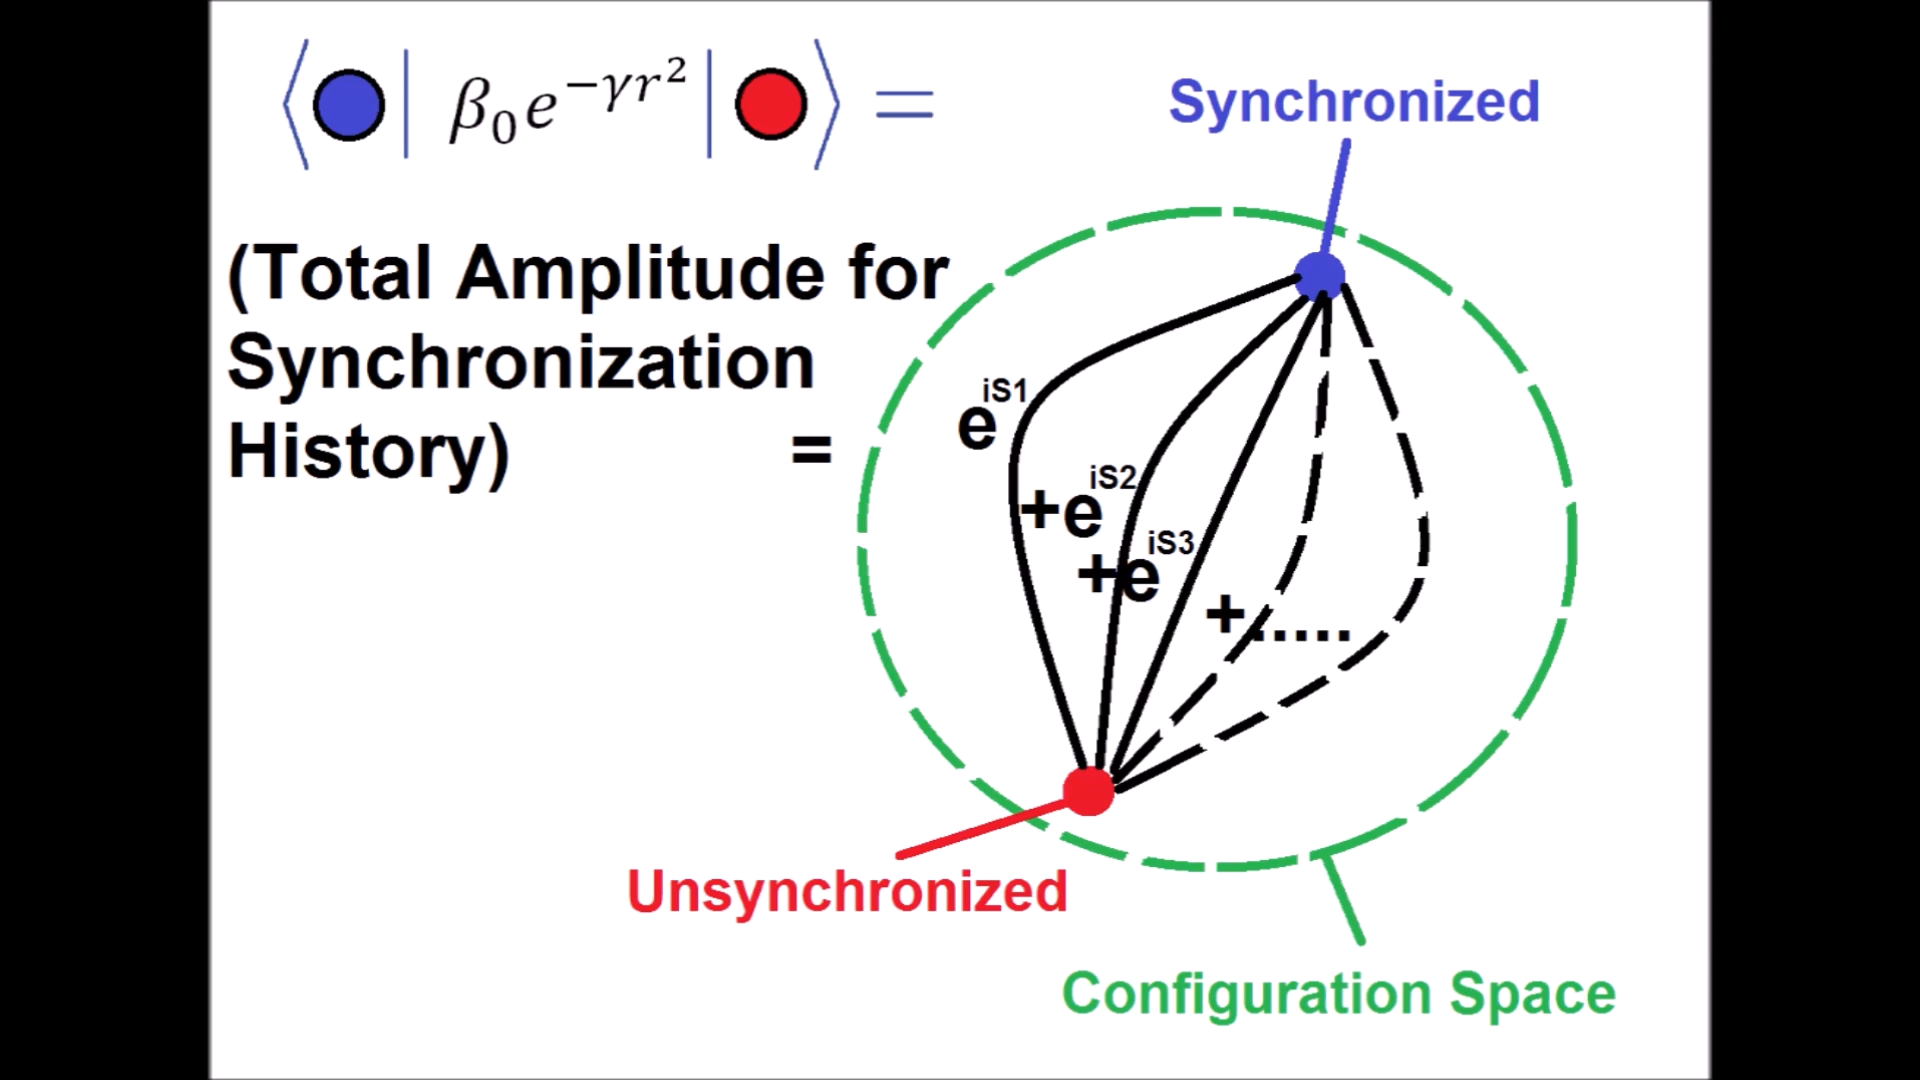 ⟨ | β₀e^{−γr²} | ⟩ =
Synchronized
(Total Amplitude for
Synchronization
History) =
e^{iS1}
+e^{iS2}
+e^{iS3}
+.....
Unsynchronized
Configuration Space